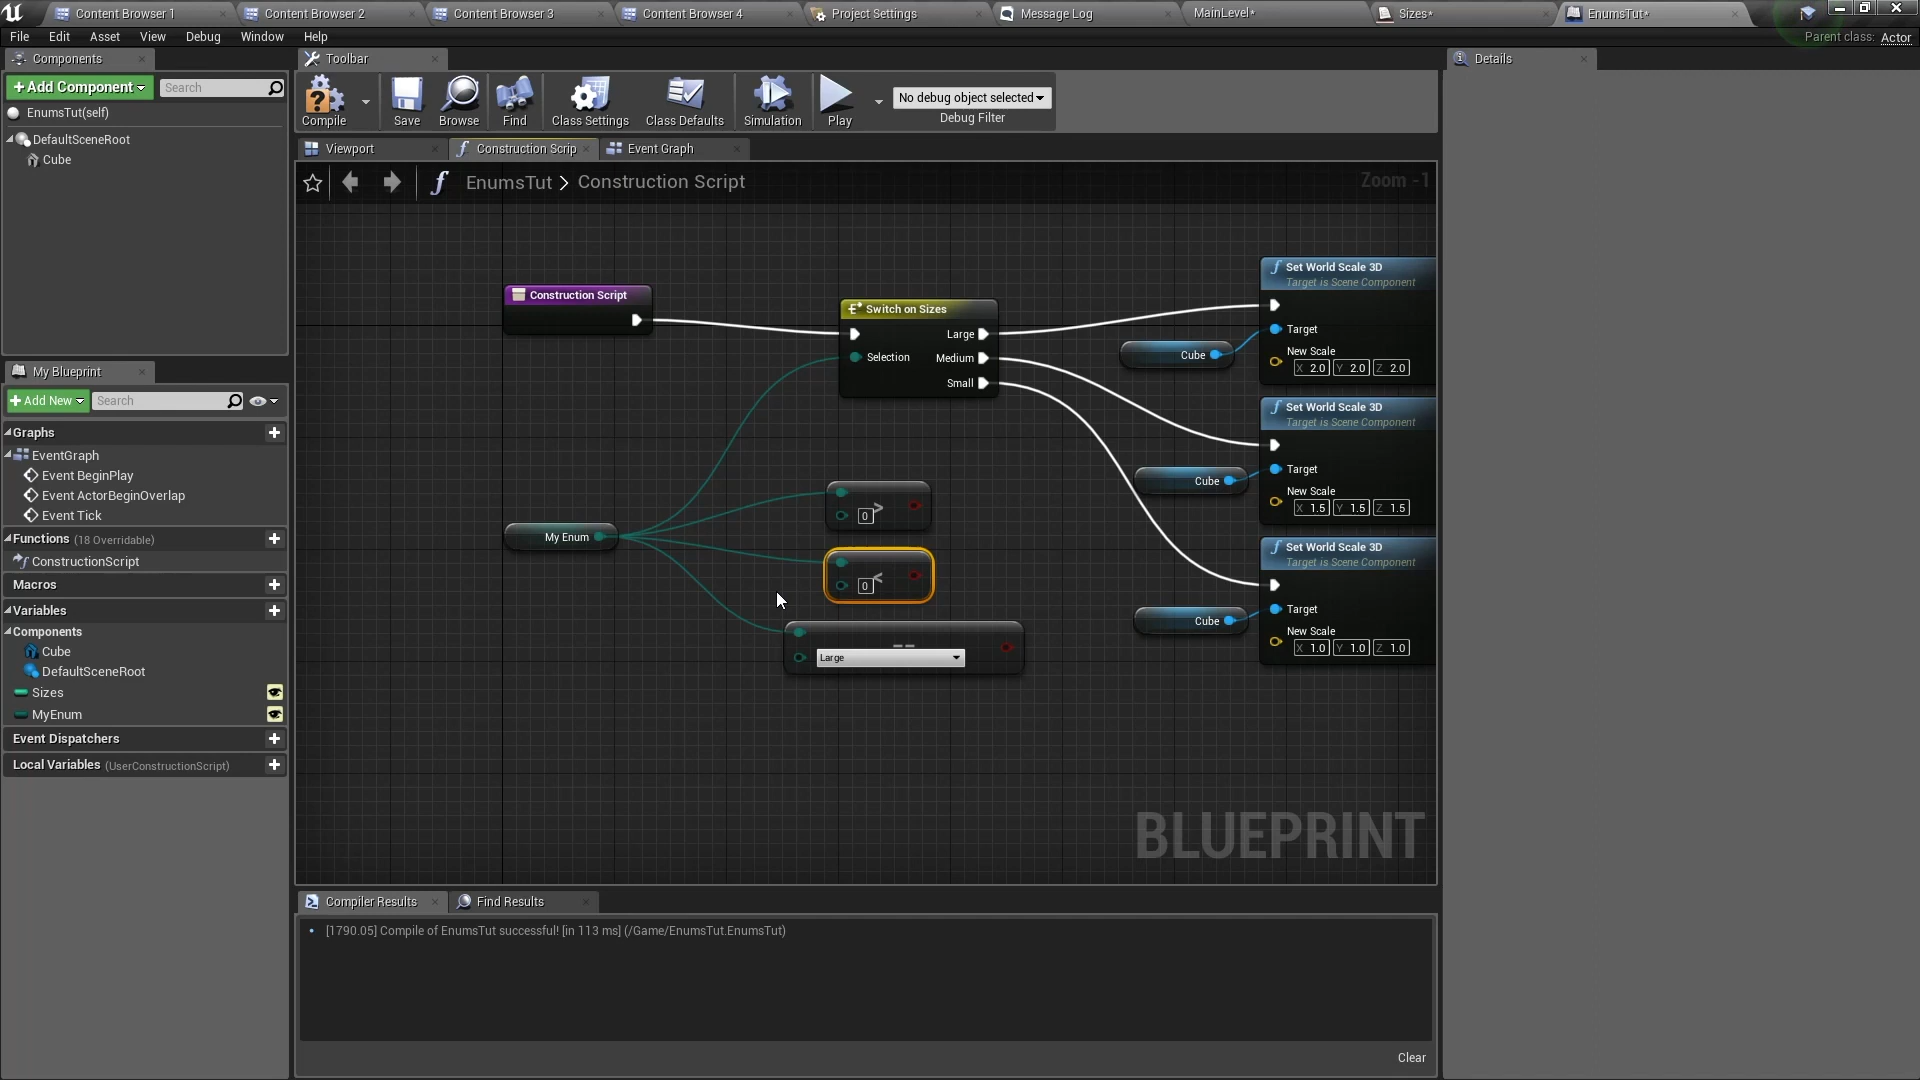 Content Browser 1
Content Browser 2
Content Browser 3
Content Browser 4
Project Settings
Message Log
MainLevel*
Sizes*
EnumsTut*
File Edit Asset View Debug Window Help
Parent class: Actor
Components
+ Add Component
Search
EnumsTut(self)
DefaultSceneRoot
Cube
Toolbar
Compile
Save
Browse
Find
Class Settings
Class Defaults
Simulation
Play
No debug object selected
Debug Filter
Details
Viewport
Construction Scrip
Event Graph
EnumsTut > Construction Script
Zoom -1
My Blueprint
+ Add New
Search
Graphs
EventGraph
Event BeginPlay
Event ActorBeginOverlap
Event Tick
Functions (18 Overridable)
ConstructionScript
Macros
Variables
Components
Cube
DefaultSceneRoot
Sizes
MyEnum
Event Dispatchers
Local Variables (UserConstructionScript)
Construction Script
Switch on Sizes
Large
Selection
Medium
Small
My Enum
0 >
0 <
==
Large
Cube
Set World Scale 3D
Target is Scene Component
Target
New Scale
X 2.0 Y 2.0 Z 2.0
Cube
Set World Scale 3D
Target is Scene Component
Target
New Scale
X 1.5 Y 1.5 Z 1.5
Cube
Set World Scale 3D
Target is Scene Component
Target
New Scale
X 1.0 Y 1.0 Z 1.0
BLUEPRINT
Compiler Results
Find Results
[1790.05] Compile of EnumsTut successful! [in 113 ms] (/Game/EnumsTut.EnumsTut)
Clear